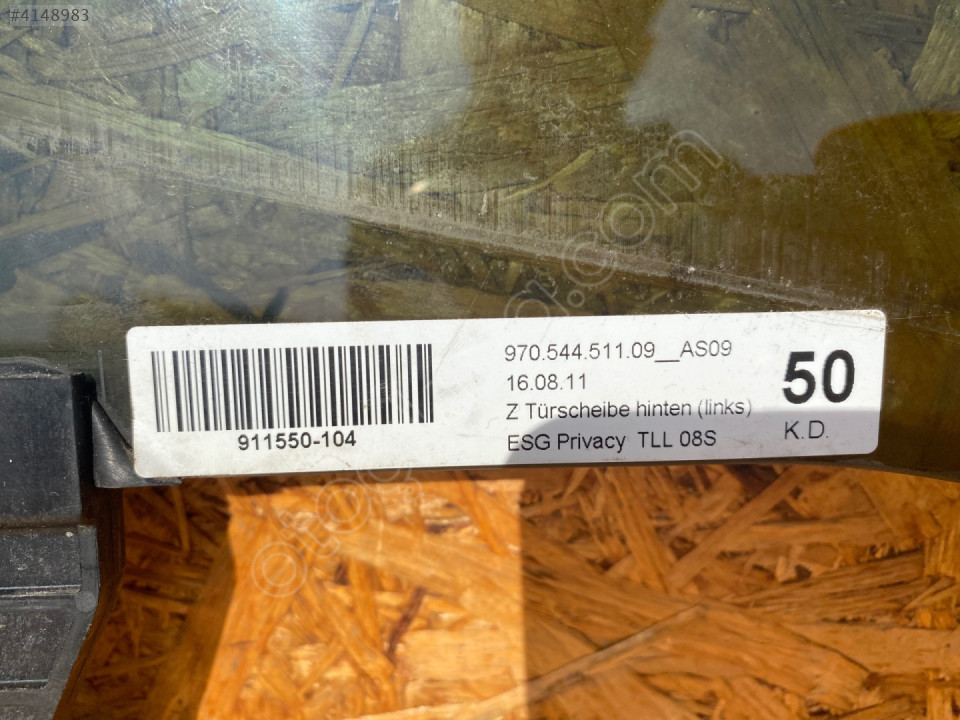 #4148983
970.544.511.09__AS09
16.08.11
Z Türscheibe hinten (links)
ESG Privacy TLL 08S
50
K.D.
911550-104